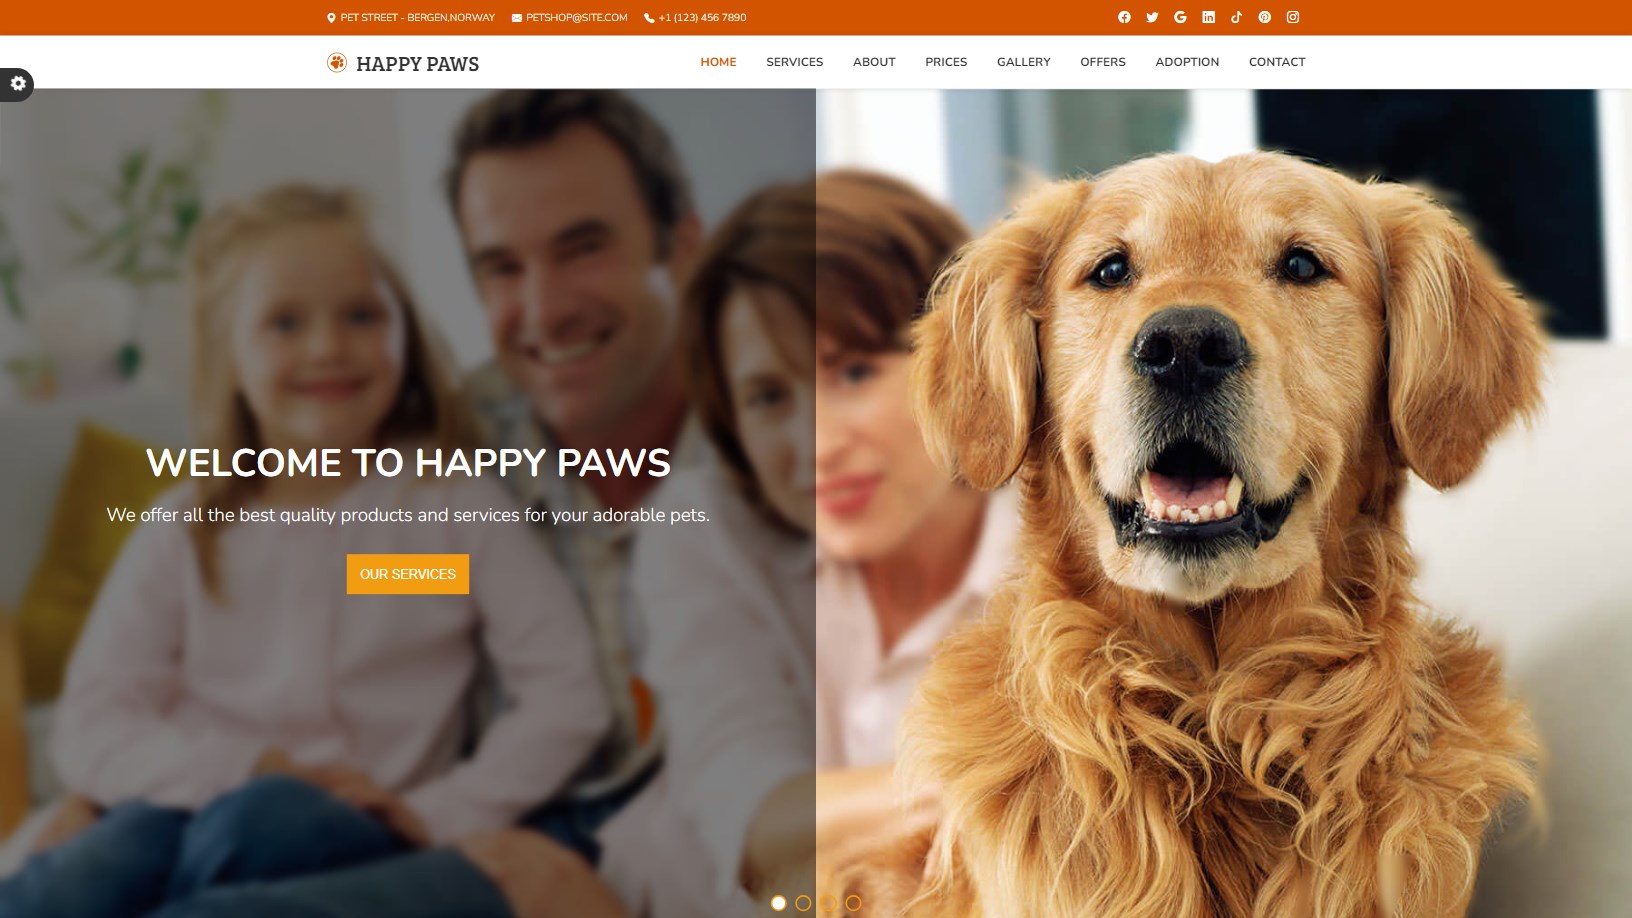 PET STREET - BERGEN,NORWAY PETSHOP@SITE.COM +1 (123) 456 7890
HAPPY PAWS HOME SERVICES ABOUT PRICES GALLERY OFFERS ADOPTION CONTACT
WELCOME TO HAPPY PAWS
We offer all the best quality products and services for your adorable pets.
OUR SERVICES